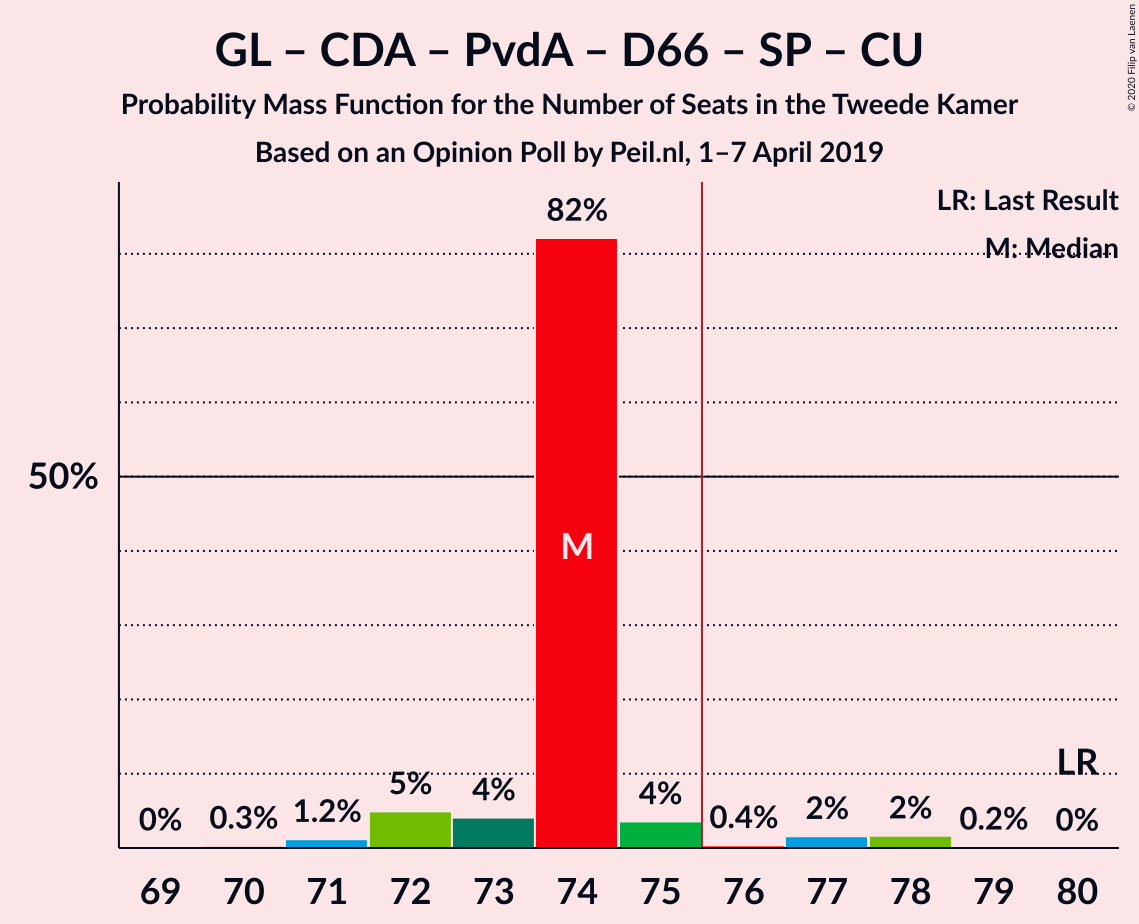 GL – CDA – PvdA – D66 – SP – CU
Probability Mass Function for the Number of Seats in the Tweede Kamer
Based on an Opinion Poll by Peil.nl, 1–7 April 2019
© 2020 Filip van Laenen
LR: Last Result
M: Median
82%
50%
M
LR
0% 0.3% 1.2% 5% 4% 4% 0.4% 2% 2% 0.2% 0%
69 70 71 72 73 74 75 76 77 78 79 80